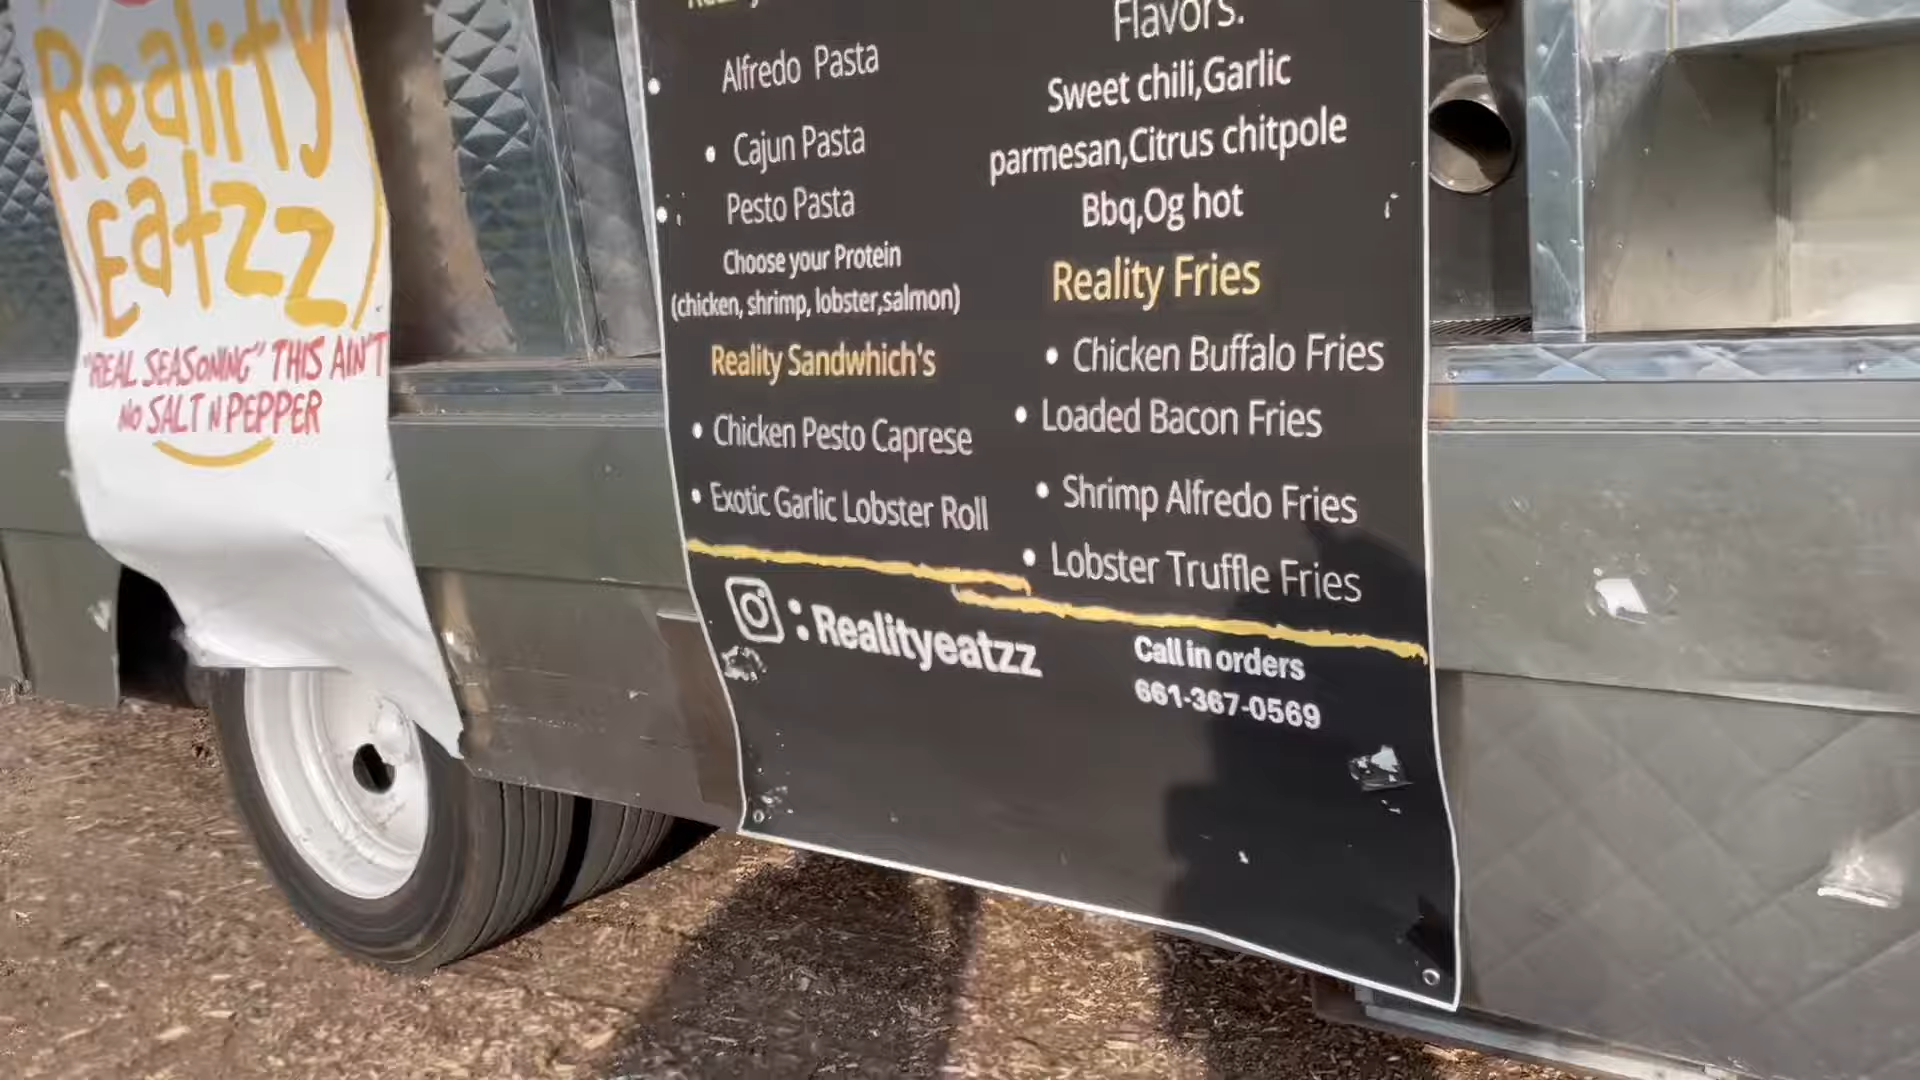 Reality
Eatzz
"REAL SEASONING" THIS AIN'T
NO SALT N PEPPER
Alfredo Pasta
• Cajun Pasta
Pesto Pasta
Choose your Protein
(chicken, shrimp, lobster,salmon)
Reality Sandwhich's
• Chicken Pesto Caprese
• Exotic Garlic Lobster Roll
: Realityeatzz
Flavors:
Sweet chili,Garlic
parmesan,Citrus chitpole
Bbq,Og hot
Reality Fries
• Chicken Buffalo Fries
• Loaded Bacon Fries
• Shrimp Alfredo Fries
• Lobster Truffle Fries
Call in orders
661-367-0569